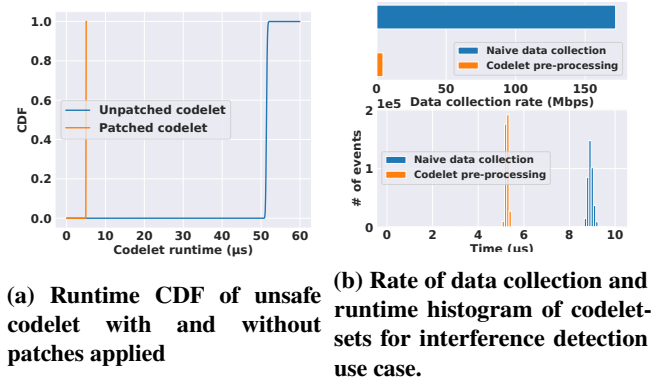 1.0
0.8
0.6
0.4
0.2
0.0
CDF
Unpatched codelet
Patched codelet
0 10 20 30 40 50 60
Codelet runtime (μs)
Naive data collection
Codelet pre-processing
0 50 100 150
Data collection rate (Mbps)
1e5
2
1
0
# of events
Naive data collection
Codelet pre-processing
0 2 4 6 8 10
Time (μs)
(a) Runtime CDF of unsafe
codelet with and without
patches applied
(b) Rate of data collection and
runtime histogram of codelet-
sets for interference detection
use case.